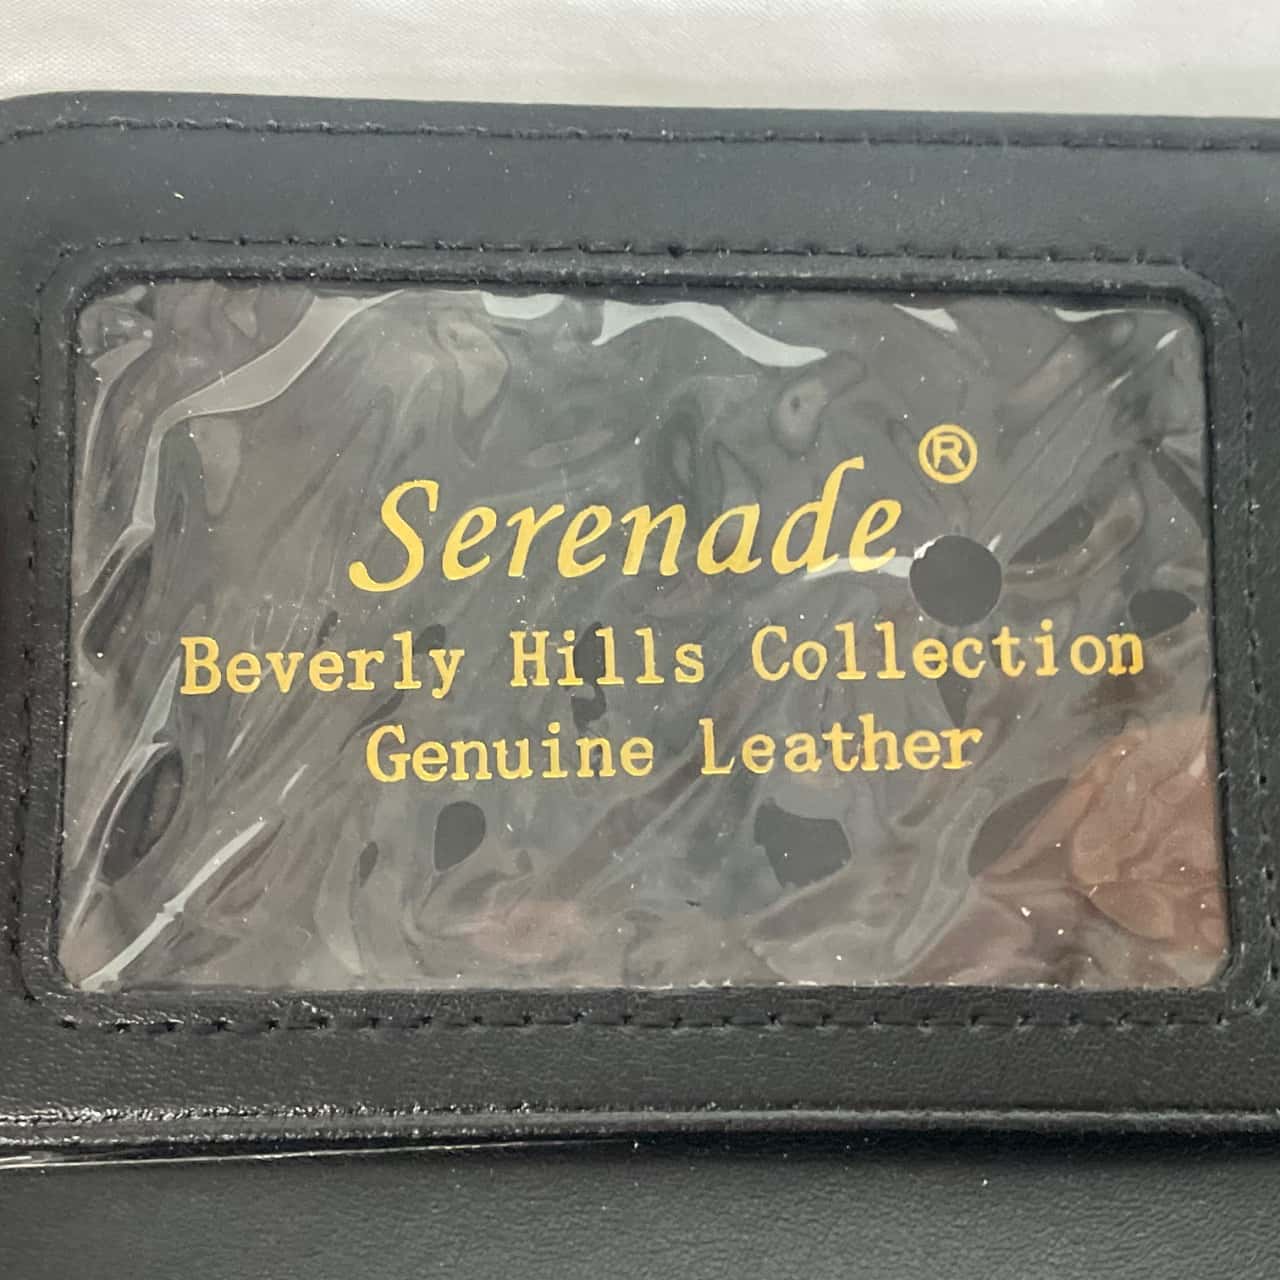 Serenade®
Beverly Hills Collection
Genuine Leather